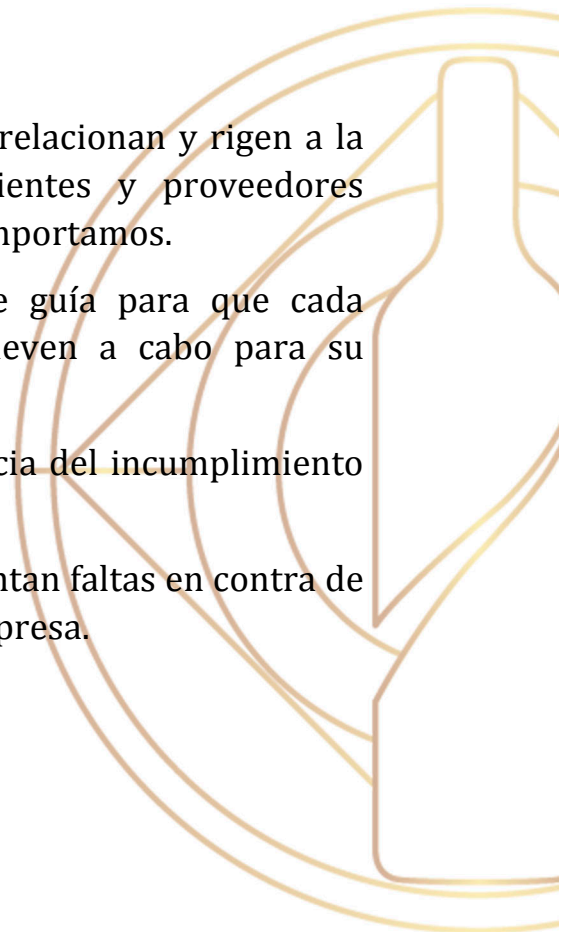 relacionan y rigen a la
ientes y proveedores
mportamos.
e guía para que cada
even a cabo para su
cia del incumplimiento
ntan faltas en contra de
presa.